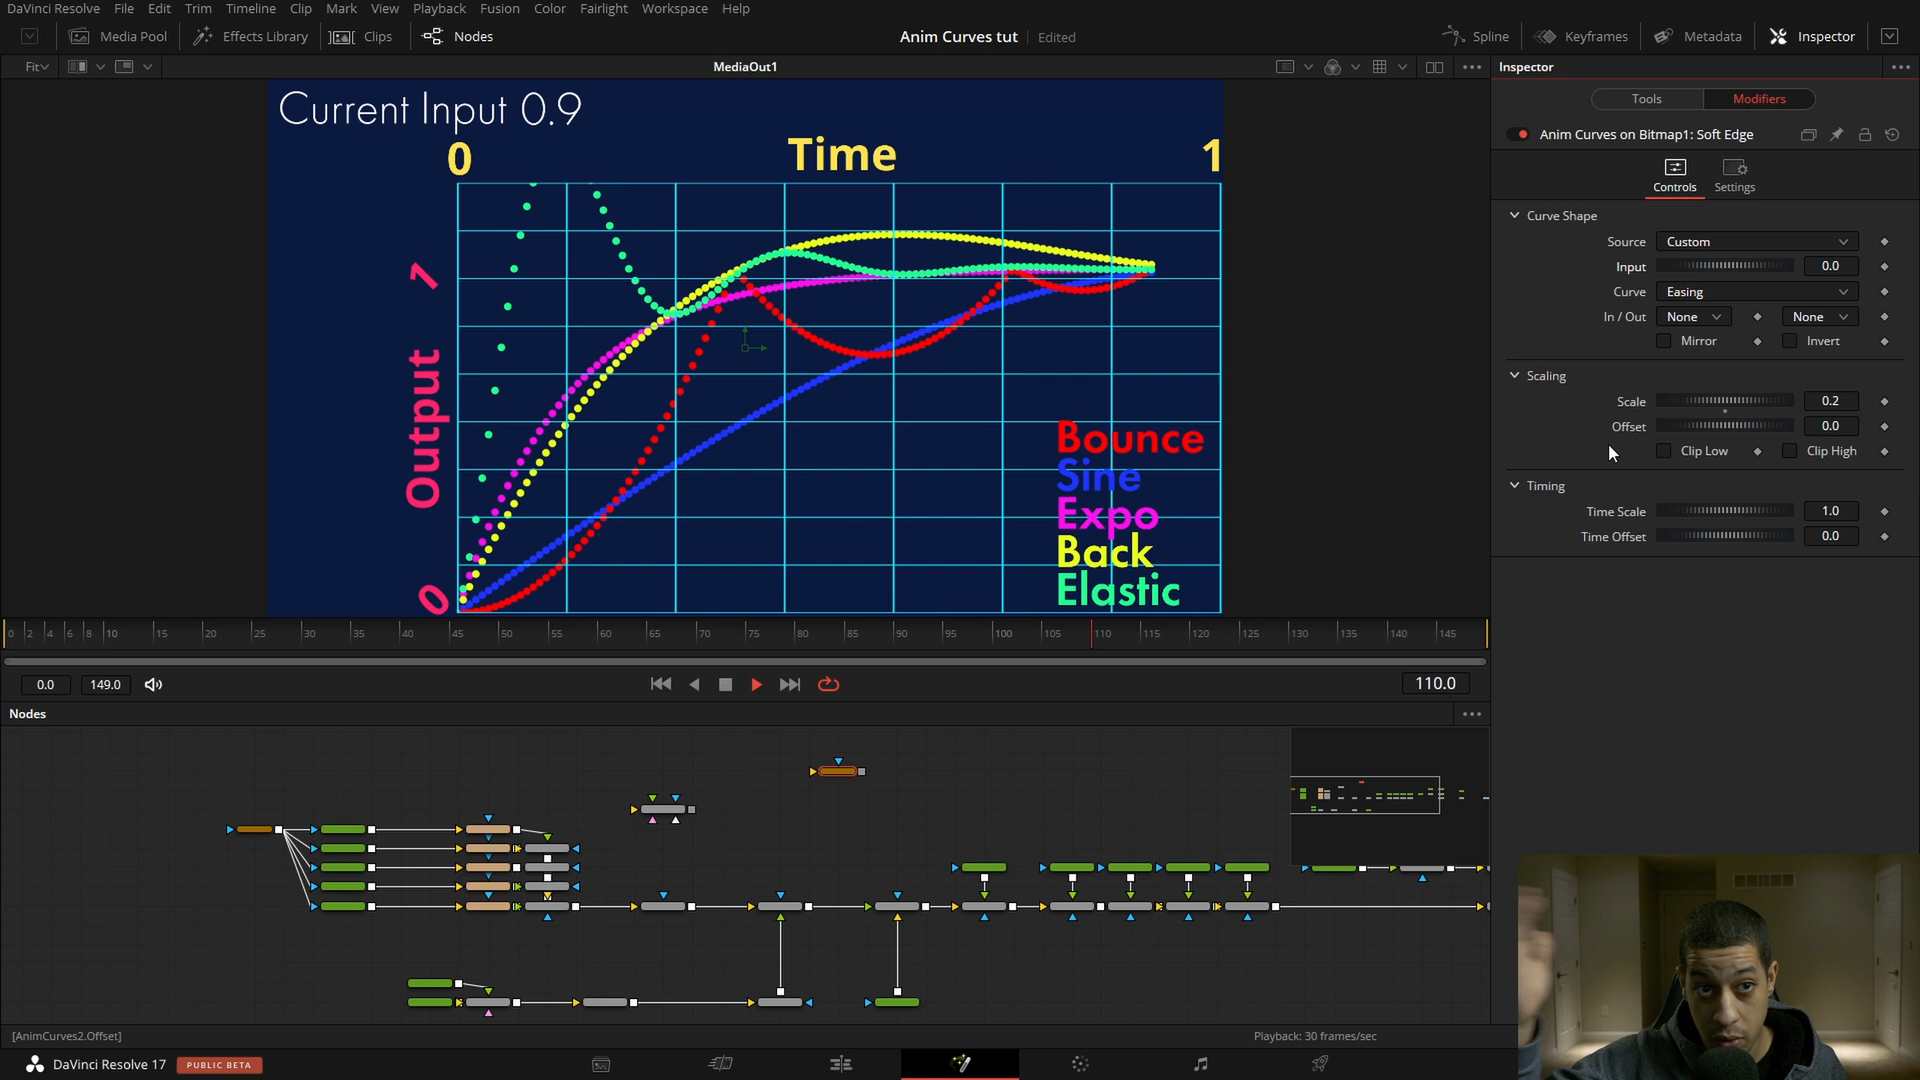 DaVinci Resolve File Edit Trim Timeline Clip Mark View Playback Fusion Color Fairlight Workspace Help
Media Pool Effects Library Clips Nodes Anim Curves tut Edited Spline Keyframes Metadata Inspector
Fit MediaOut1 Inspector
Tools Modifiers
Anim Curves on Bitmap1: Soft Edge
Controls Settings
Curve Shape
Source Custom
Input 0.0
Curve Easing
In / Out None None
Mirror Invert
Scaling
Scale 0.2
Offset 0.0
Clip Low Clip High
Timing
Time Scale 1.0
Time Offset 0.0
Current Input 0.9
0 Time 1
Output
0
1
Bounce
Sine
Expo
Back
Elastic
0 2 4 6 8 10 15 20 25 30 35 40 45 50 55 60 65 70 75 80 85 90 95 100 105 110 115 120 125 130 135 140 145
0.0 149.0 110.0
Nodes
[AnimCurves2.Offset] Playback: 30 frames/sec
DaVinci Resolve 17 PUBLIC BETA